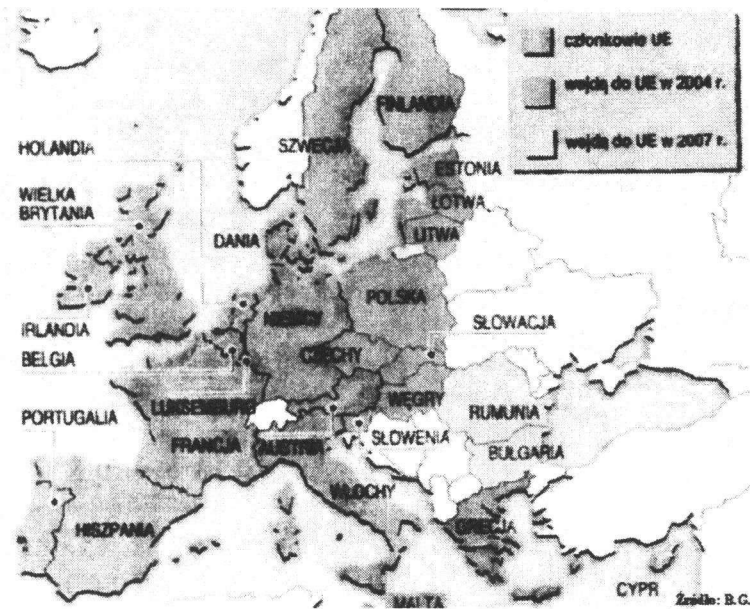 członkowie UE
wejdą do UE w 2004 r.
wejdą do UE w 2007 r.
FINLANDIA
SZWECJA
HOLANDIA
ESTONIA
WIELKA
BRYTANIA
ŁOTWA
DANIA
LITWA
POLSKA
NIEMCY
SŁOWACJA
IRLANDIA
CZECHY
BELGIA
WĘGRY
LUKSEMBURG
RUMUNIA
PORTUGALIA
SŁOWENIA
FRANCJA
AUSTRIA
BUŁGARIA
WŁOCHY
HISZPANIA
GRECJA
CYPR
MALTA
Źródło: B.G.